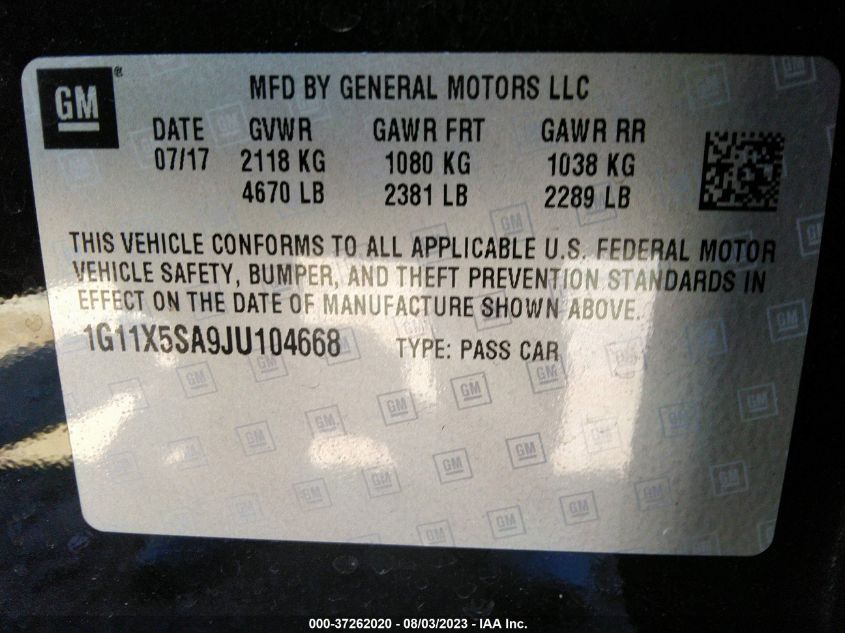 GM
®
MFD BY GENERAL MOTORS LLC
DATE GVWR GAWR FRT GAWR RR
07/17 2118 KG 1080 KG 1038 KG
4670 LB 2381 LB 2289 LB
THIS VEHICLE CONFORMS TO ALL APPLICABLE U.S. FEDERAL MOTOR
VEHICLE SAFETY, BUMPER, AND THEFT PREVENTION STANDARDS IN
EFFECT ON THE DATE OF MANUFACTURE SHOWN ABOVE.
1G11X5SA9JU104668 TYPE: PASS CAR
000-37262020 - 08/03/2023 - IAA Inc.